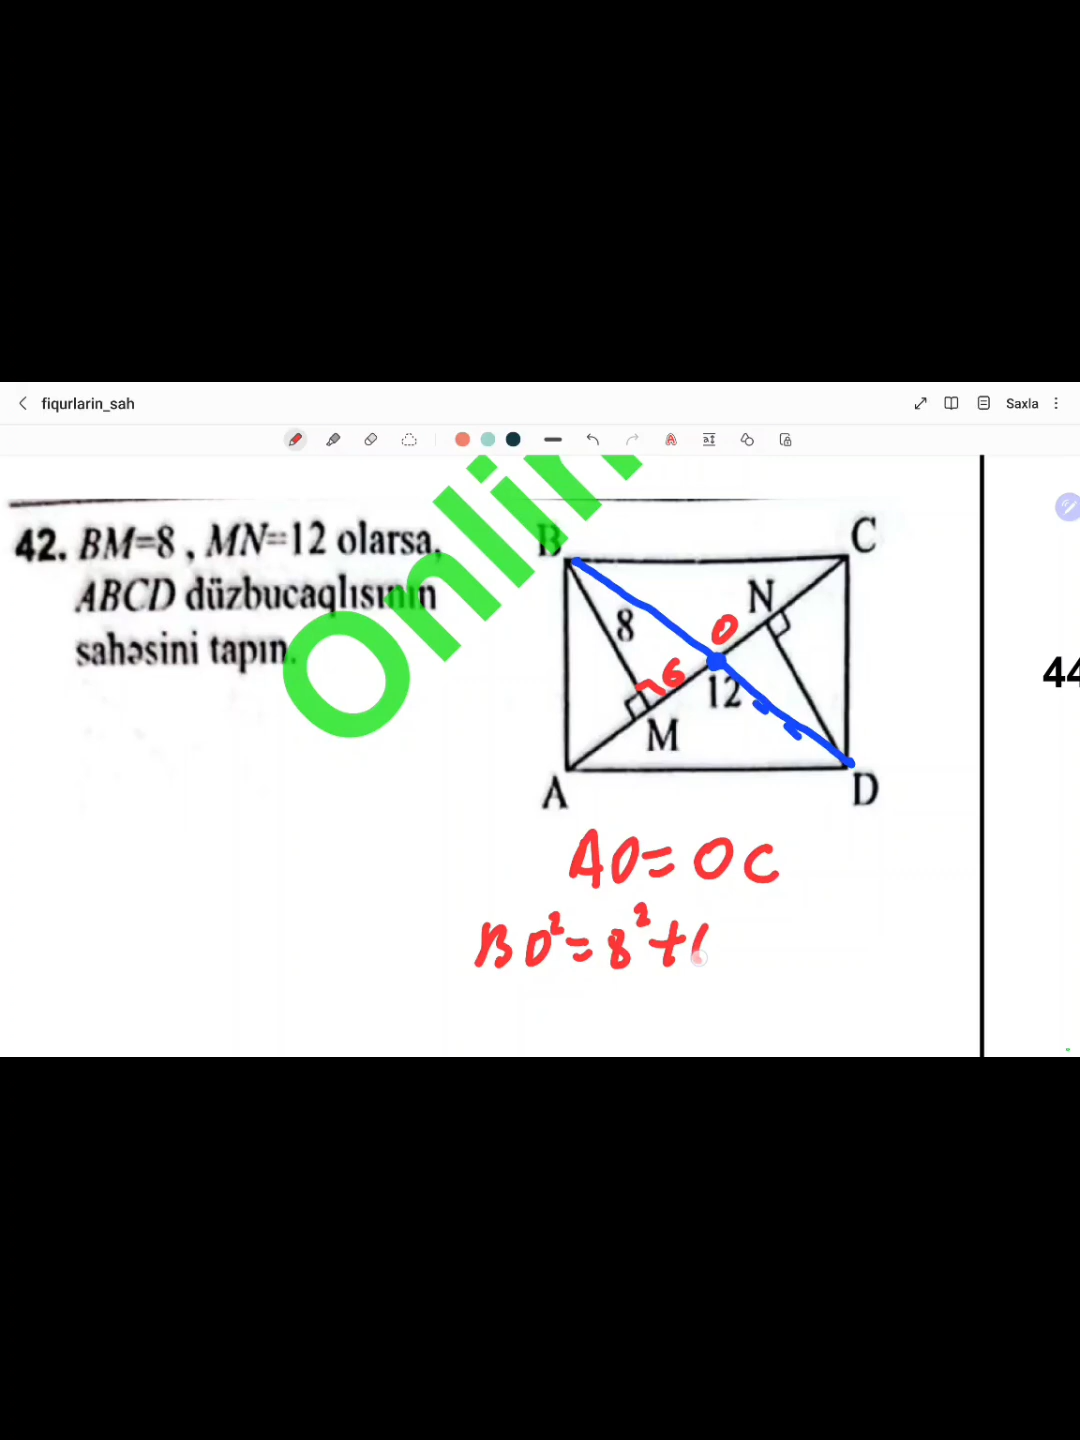 fiqurlarin_sah
Saxla
Onlin
42. BM=8 , MN=12 olarsa,
ABCD düzbucaqlısının
sahəsini tapın.
B
C
N
8
O
6
12
M
A
D
44
AO=OC
BO²=8²+